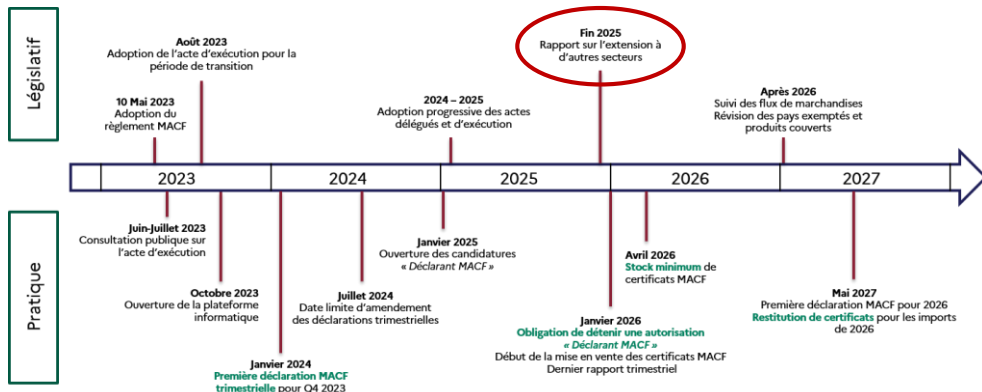 Législatif
Août 2023
Adoption de l'acte d'exécution pour la
période de transition
10 Mai 2023
Adoption du
règlement MACF
2024 – 2025
Adoption progressive des actes
délégués et d'exécution
Fin 2025
Rapport sur l'extension à
d'autres secteurs
Après 2026
Suivi des flux de marchandises
Révision des pays exemptés et
produits couverts
2023
2024
2025
2026
2027
Pratique
Juin-Juillet 2023
Consultation publique sur
l'acte d'exécution
Octobre 2023
Ouverture de la plateforme
informatique
Janvier 2024
Première déclaration MACF
trimestrielle pour Q4 2023
Juillet 2024
Date limite d'amendement
des déclarations trimestrielles
Janvier 2025
Ouverture des candidatures
« Déclarant MACF »
Janvier 2026
Obligation de détenir une autorisation
« Déclarant MACF »
Début de la mise en vente des certificats MACF
Dernier rapport trimestriel
Avril 2026
Stock minimum de
certificats MACF
Mai 2027
Première déclaration MACF pour 2026
Restitution de certificats pour les imports
de 2026